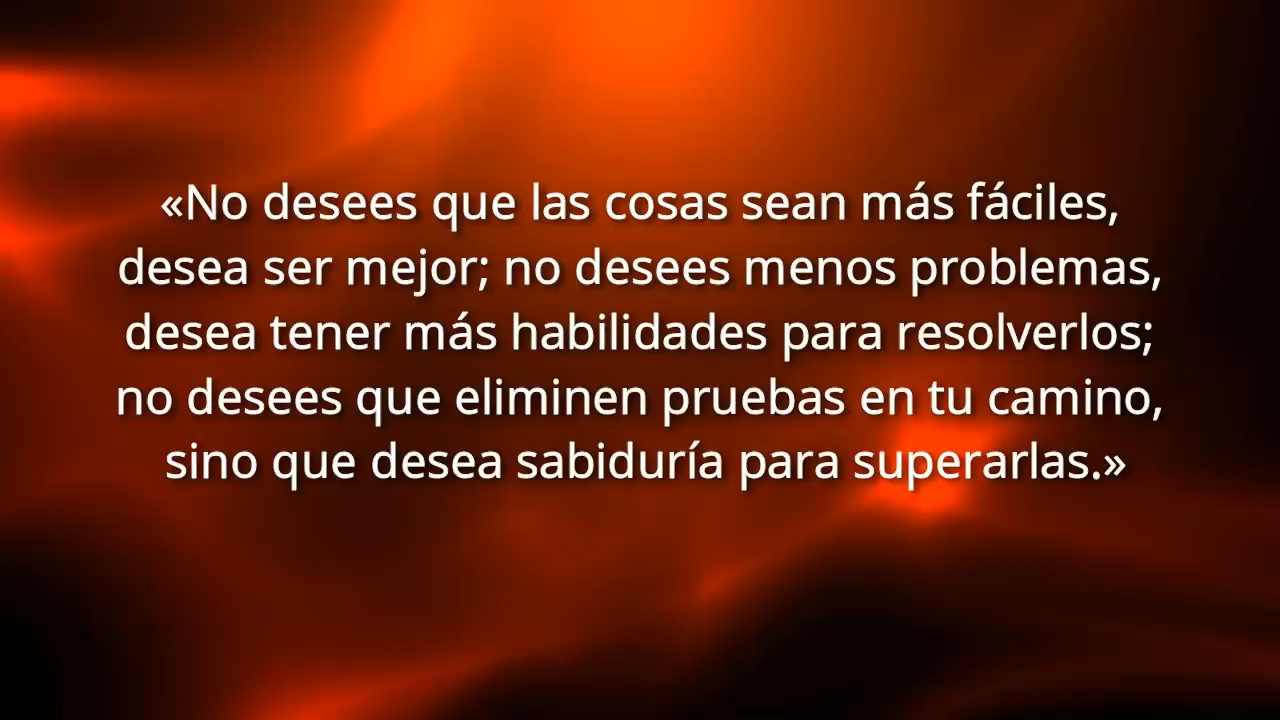 «No desees que las cosas sean más fáciles,
desea ser mejor; no desees menos problemas,
desea tener más habilidades para resolverlos;
no desees que eliminen pruebas en tu camino,
sino que desea sabiduría para superarlas.»